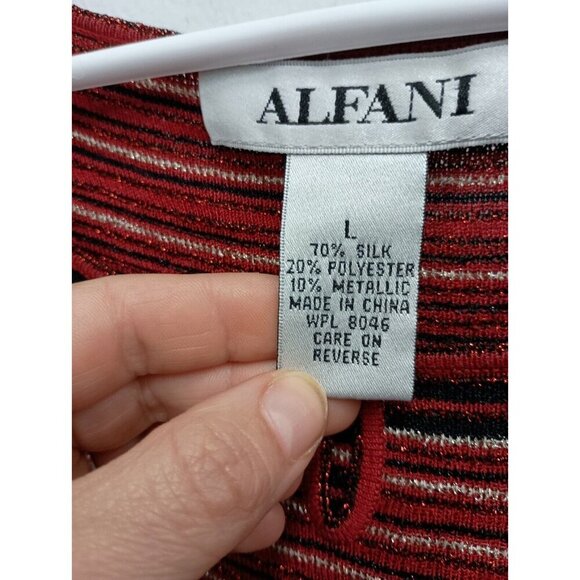 ALFANI
L
70% SILK
20% POLYESTER
10% METALLIC
MADE IN CHINA
WPL 8046
CARE ON
REVERSE